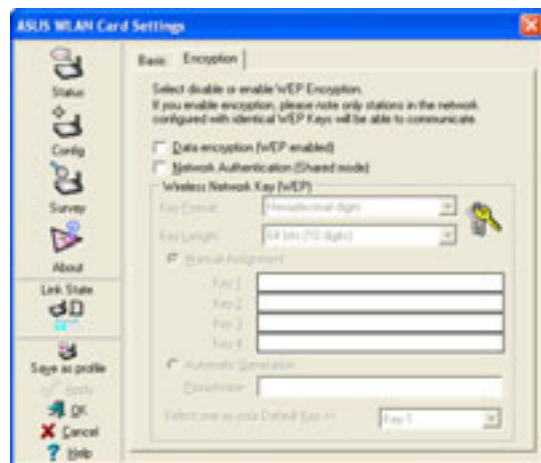 ASUS WLAN Card Settings
Status
Config
Survey
About
Link State
Save as profile
Apply
OK
Cancel
Help
Basic
Encryption
Select disable or enable WEP Encryption.
If you enable encryption, please note only stations in the network
configured with identical WEP Keys will be able to communicate
Data encryption (WEP enabled)
Network Authentication (Shared mode)
Wireless Network Key (WEP)
Key Format:
Hexadecimal digits
Key Length:
64 bits (10 digits)
Manual Assignment
Key 1
Key 2
Key 3
Key 4
Automatic Generation
Passphrase
Select one as your Default Key =>
Key 1